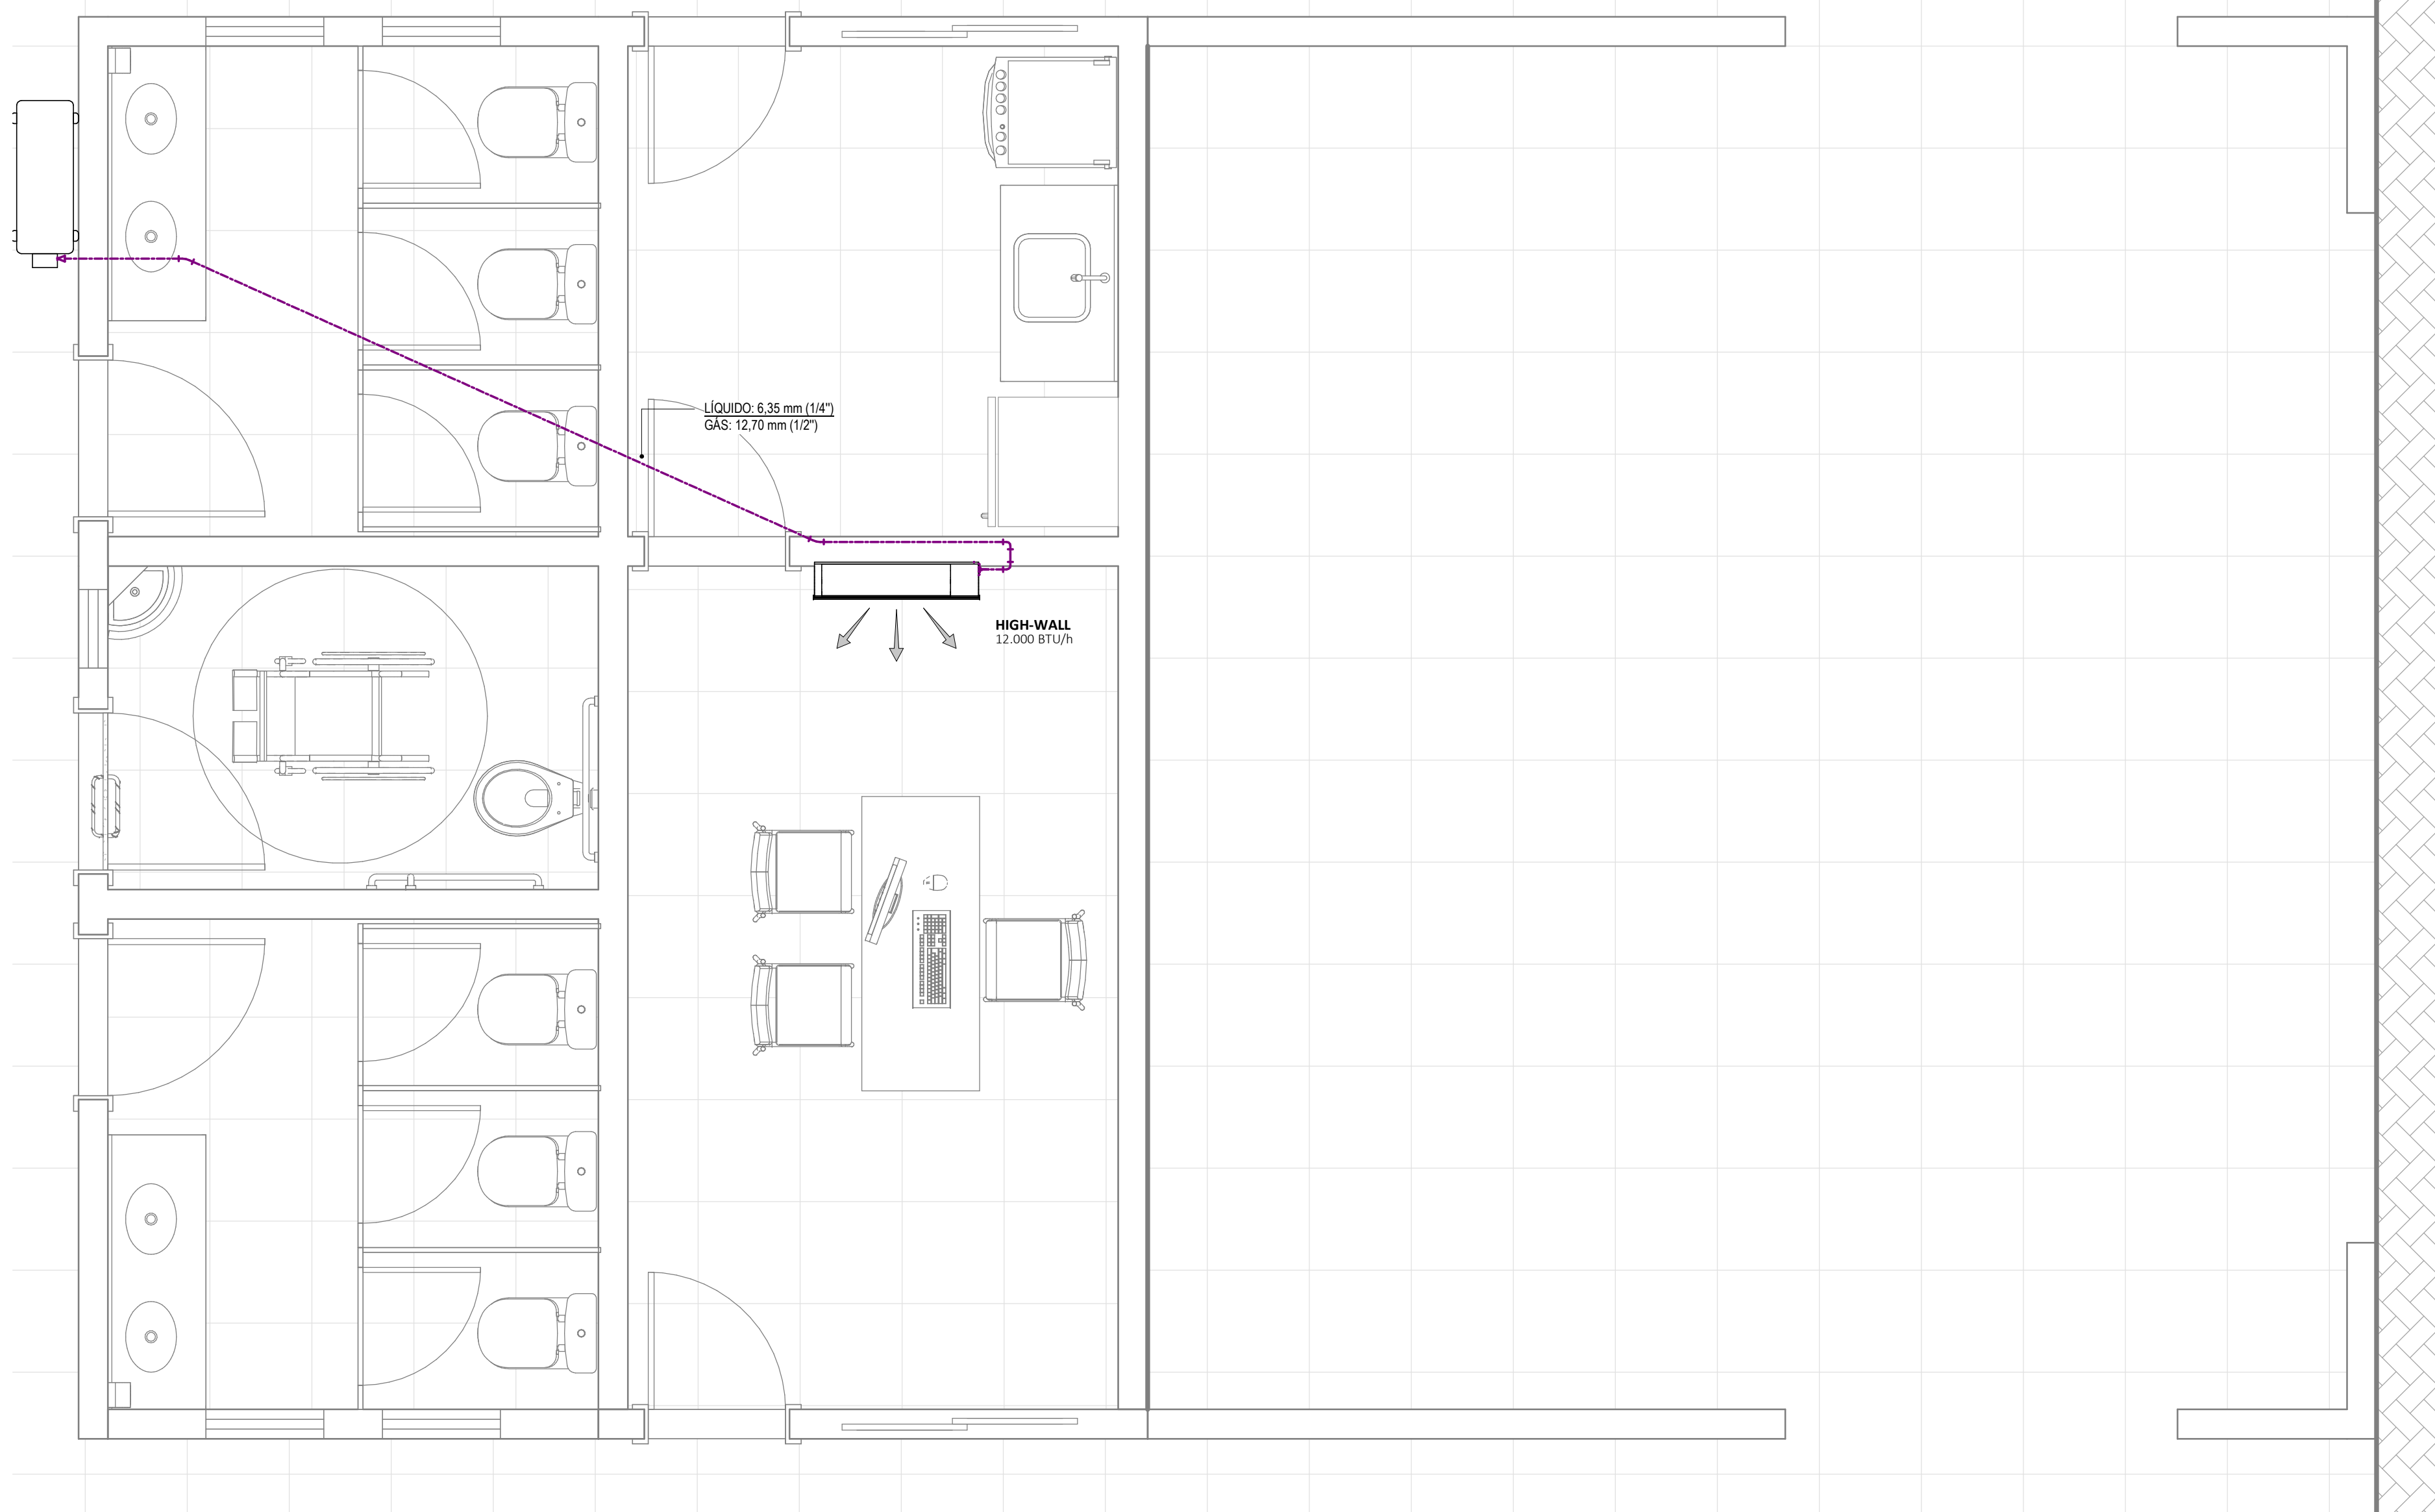 LÍQUIDO: 6,35 mm (1/4")
GÁS: 12,70 mm (1/2")
HIGH-WALL
12.000 BTU/h